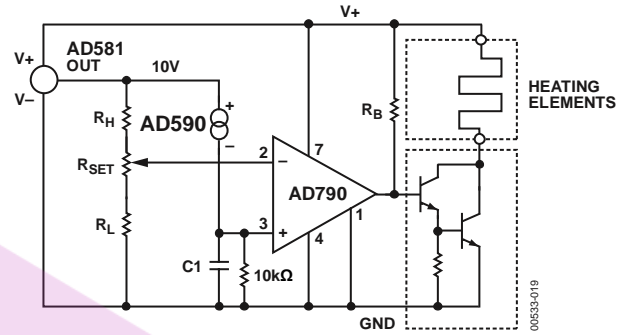 V+
AD581
V+
OUT
10V
V–
HEATING
ELEMENTS
RH
AD590
+
–
RB
RSET
2
–
7
AD790
1
RL
3
+
4
C1
10kΩ
GND
00533-019